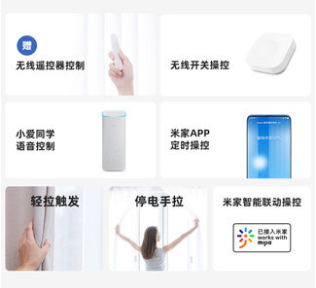 赠
无线遥控器控制
无线开关操控
小爱同学
语音控制
米家APP
定时操控
轻拉触发
停电手拉
米家智能联动操控
已接入米家
works with